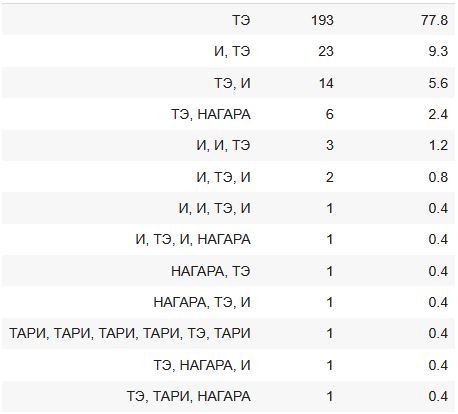 ТЭ 193 77.8
И, ТЭ 23 9.3
ТЭ, И 14 5.6
ТЭ, НАГАРА 6 2.4
И, И, ТЭ 3 1.2
И, ТЭ, И 2 0.8
И, И, ТЭ, И 1 0.4
И, ТЭ, И, НАГАРА 1 0.4
НАГАРА, ТЭ 1 0.4
НАГАРА, ТЭ, И 1 0.4
ТАРИ, ТАРИ, ТАРИ, ТАРИ, ТЭ, ТАРИ 1 0.4
ТЭ, НАГАРА, И 1 0.4
ТЭ, ТАРИ, НАГАРА 1 0.4